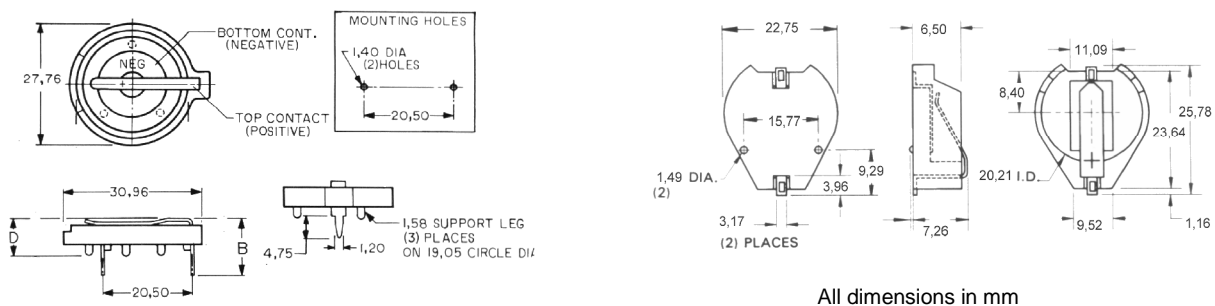 BOTTOM CONT.
(NEGATIVE)
NEG
+
27,76
TOP CONTACT
(POSITIVE)
MOUNTING HOLES
1,40 DIA
(2)HOLES
20,50
30,96
D
B
20,50
4,75
1,20
1,58 SUPPORT LEG
(3) PLACES
ON 19,05 CIRCLE DIA
22,75
15,77
1,49 DIA.
(2)
9,29
3,96
3,17
(2) PLACES
6,50
7,26
11,09
8,40
25,78
23,64
20,21 I.D.
+
9,52
1,16
All dimensions in mm